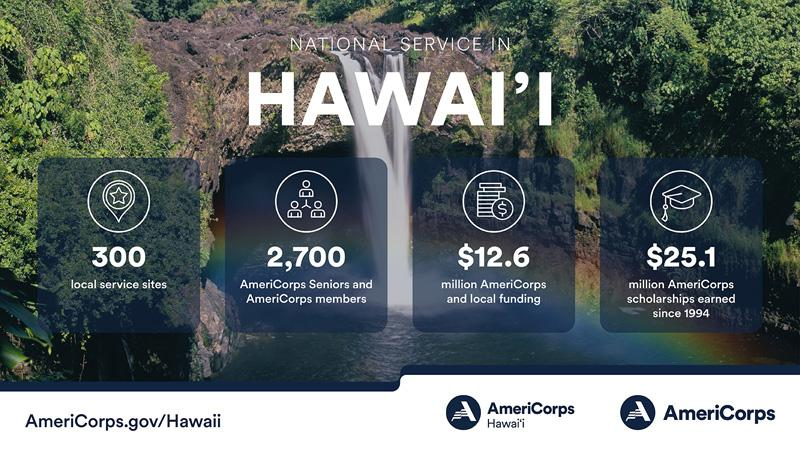 NATIONAL SERVICE IN
HAWAI’I
300
local service sites
2,700
AmeriCorps Seniors and
AmeriCorps members
$12.6
million AmeriCorps
and local funding
$25.1
million AmeriCorps
scholarships earned
since 1994
AmeriCorps.gov/Hawaii
AmeriCorps
Hawai‘i
AmeriCorps